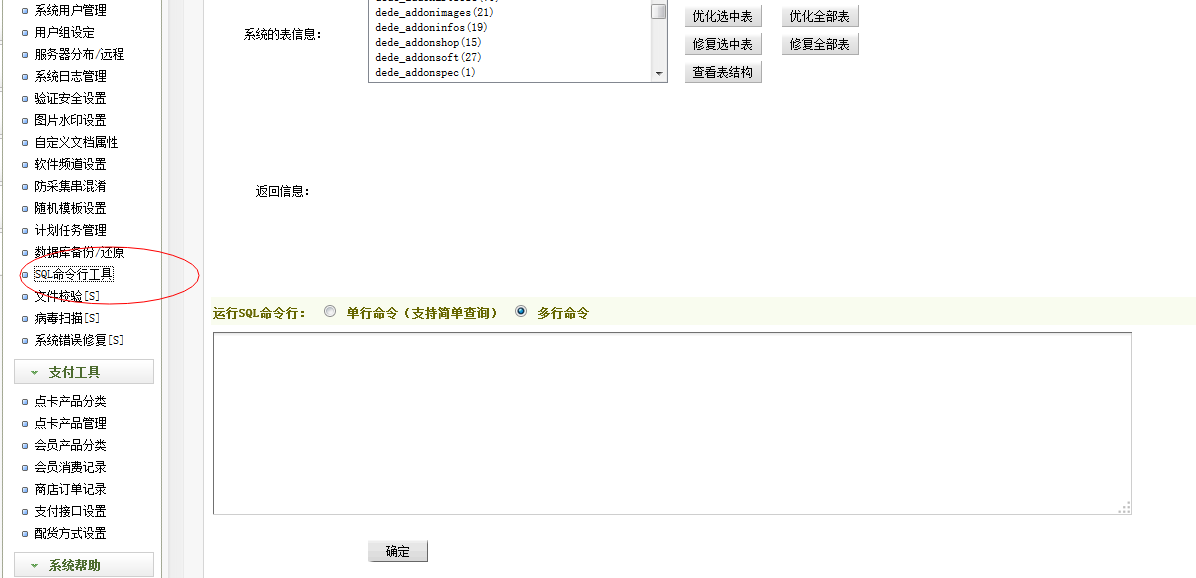 系统用户管理
用户组设定
服务器分布/远程
系统日志管理
验证安全设置
图片水印设置
自定义文档属性
软件频道设置
防采集串混淆
随机模板设置
计划任务管理
数据库备份/还原
SQL命令行工具
文件校验[S]
病毒扫描[S]
系统错误修复[S]
支付工具
点卡产品分类
点卡产品管理
会员产品分类
会员消费记录
商店订单记录
支付接口设置
配货方式设置
系统帮助
系统的表信息:
dede_addonimages(21)
dede_addoninfos(19)
dede_addonshop(15)
dede_addonsoft(27)
dede_addonspec(1)
优化选中表 优化全部表
修复选中表 修复全部表
查看表结构
返回信息:
运行SQL命令行: 单行命令（支持简单查询） 多行命令
确定